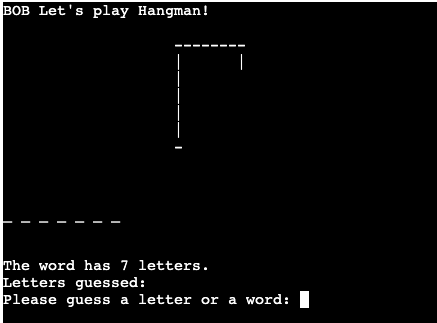 BOB Let's play Hangman!
--------
|       |
|
|
|
|
-
_ _ _ _ _ _ _
The word has 7 letters.
Letters guessed:
Please guess a letter or a word: